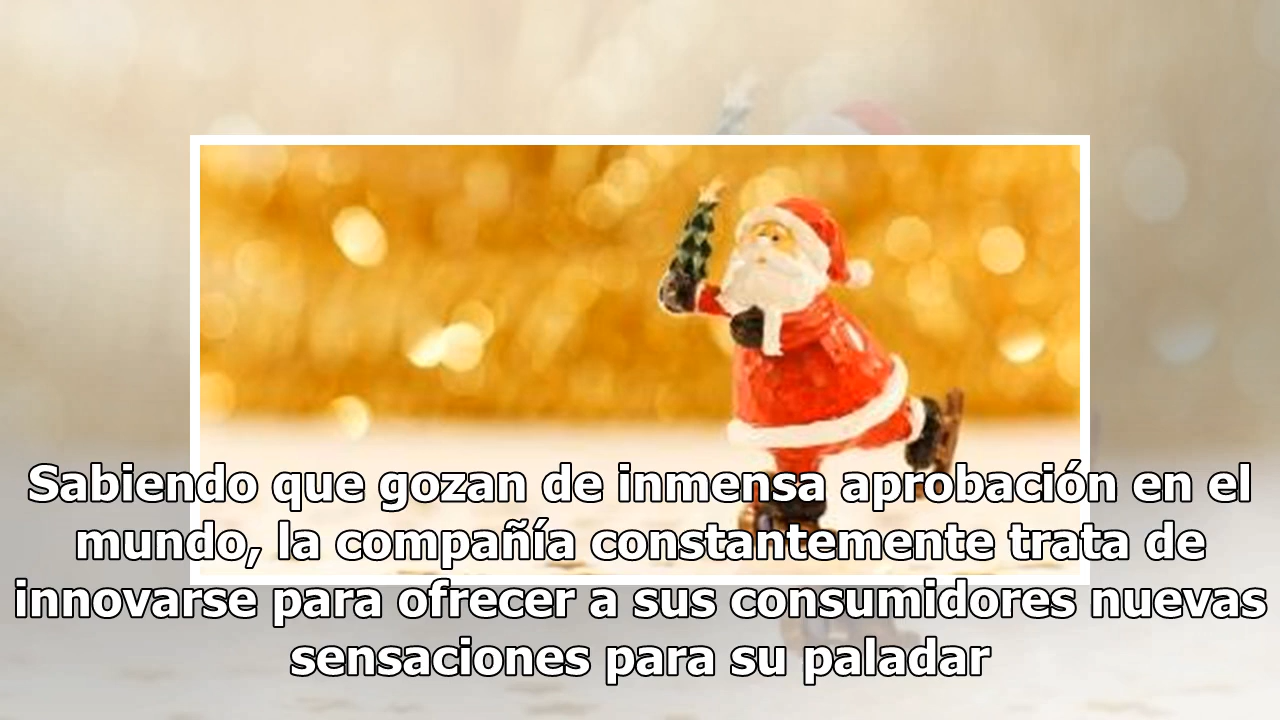 Sabiendo que gozan de inmensa aprobación en el
mundo, la compañía constantemente trata de
innovarse para ofrecer a sus consumidores nuevas
sensaciones para su paladar